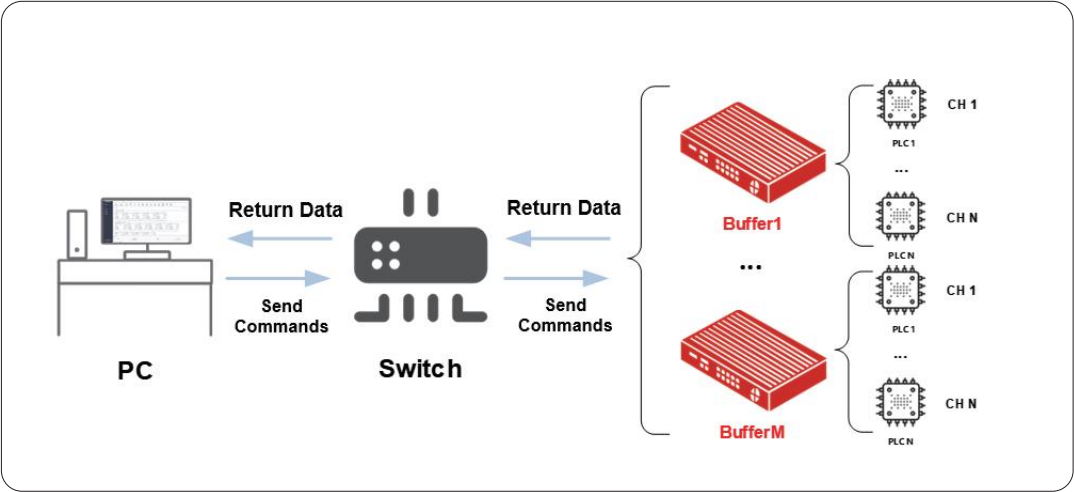 Return Data
Send
Commands
PC
Switch
Return Data
Send
Commands
Buffer1
...
BufferM
CH 1
PLC1
...
CH N
PLCN
CH 1
PLC1
...
CH N
PLCN